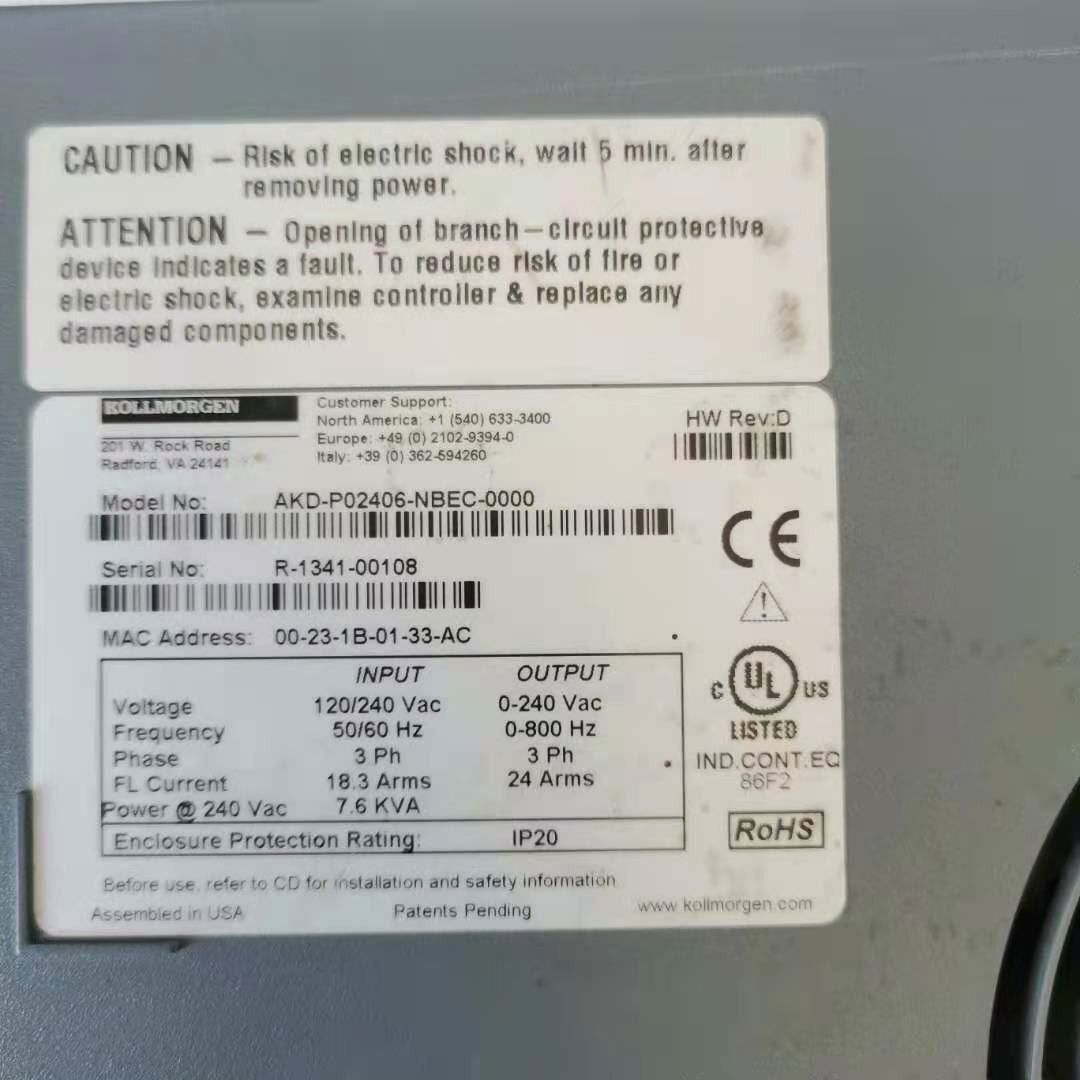 CAUTION – Risk of electric shock, wait 5 min. after
removing power.
ATTENTION – Opening of branch–circuit protective
device indicates a fault. To reduce risk of fire or
electric shock, examine controller & replace any
damaged components.
KOLLMORGEN
201 W. Rock Road
Radford, VA 24141
Customer Support:
North America: +1 (540) 633-3400
Europe: +49 (0) 2102-9394-0
Italy: +39 (0) 362-594260
HW Rev:D
Model No: AKD-P02406-NBEC-0000
Serial No: R-1341-00108
MAC Address: 00-23-1B-01-33-AC
INPUT OUTPUT
Voltage 120/240 Vac 0-240 Vac
Frequency 50/60 Hz 0-800 Hz
Phase 3 Ph 3 Ph
FL Current 18.3 Arms 24 Arms
Power @ 240 Vac 7.6 KVA
Enclosure Protection Rating: IP20
CE
C UL US
LISTED
IND.CONT.EQ
86F2
RoHS
Before use, refer to CD for installation and safety information
Assembled in USA Patents Pending www.kollmorgen.com